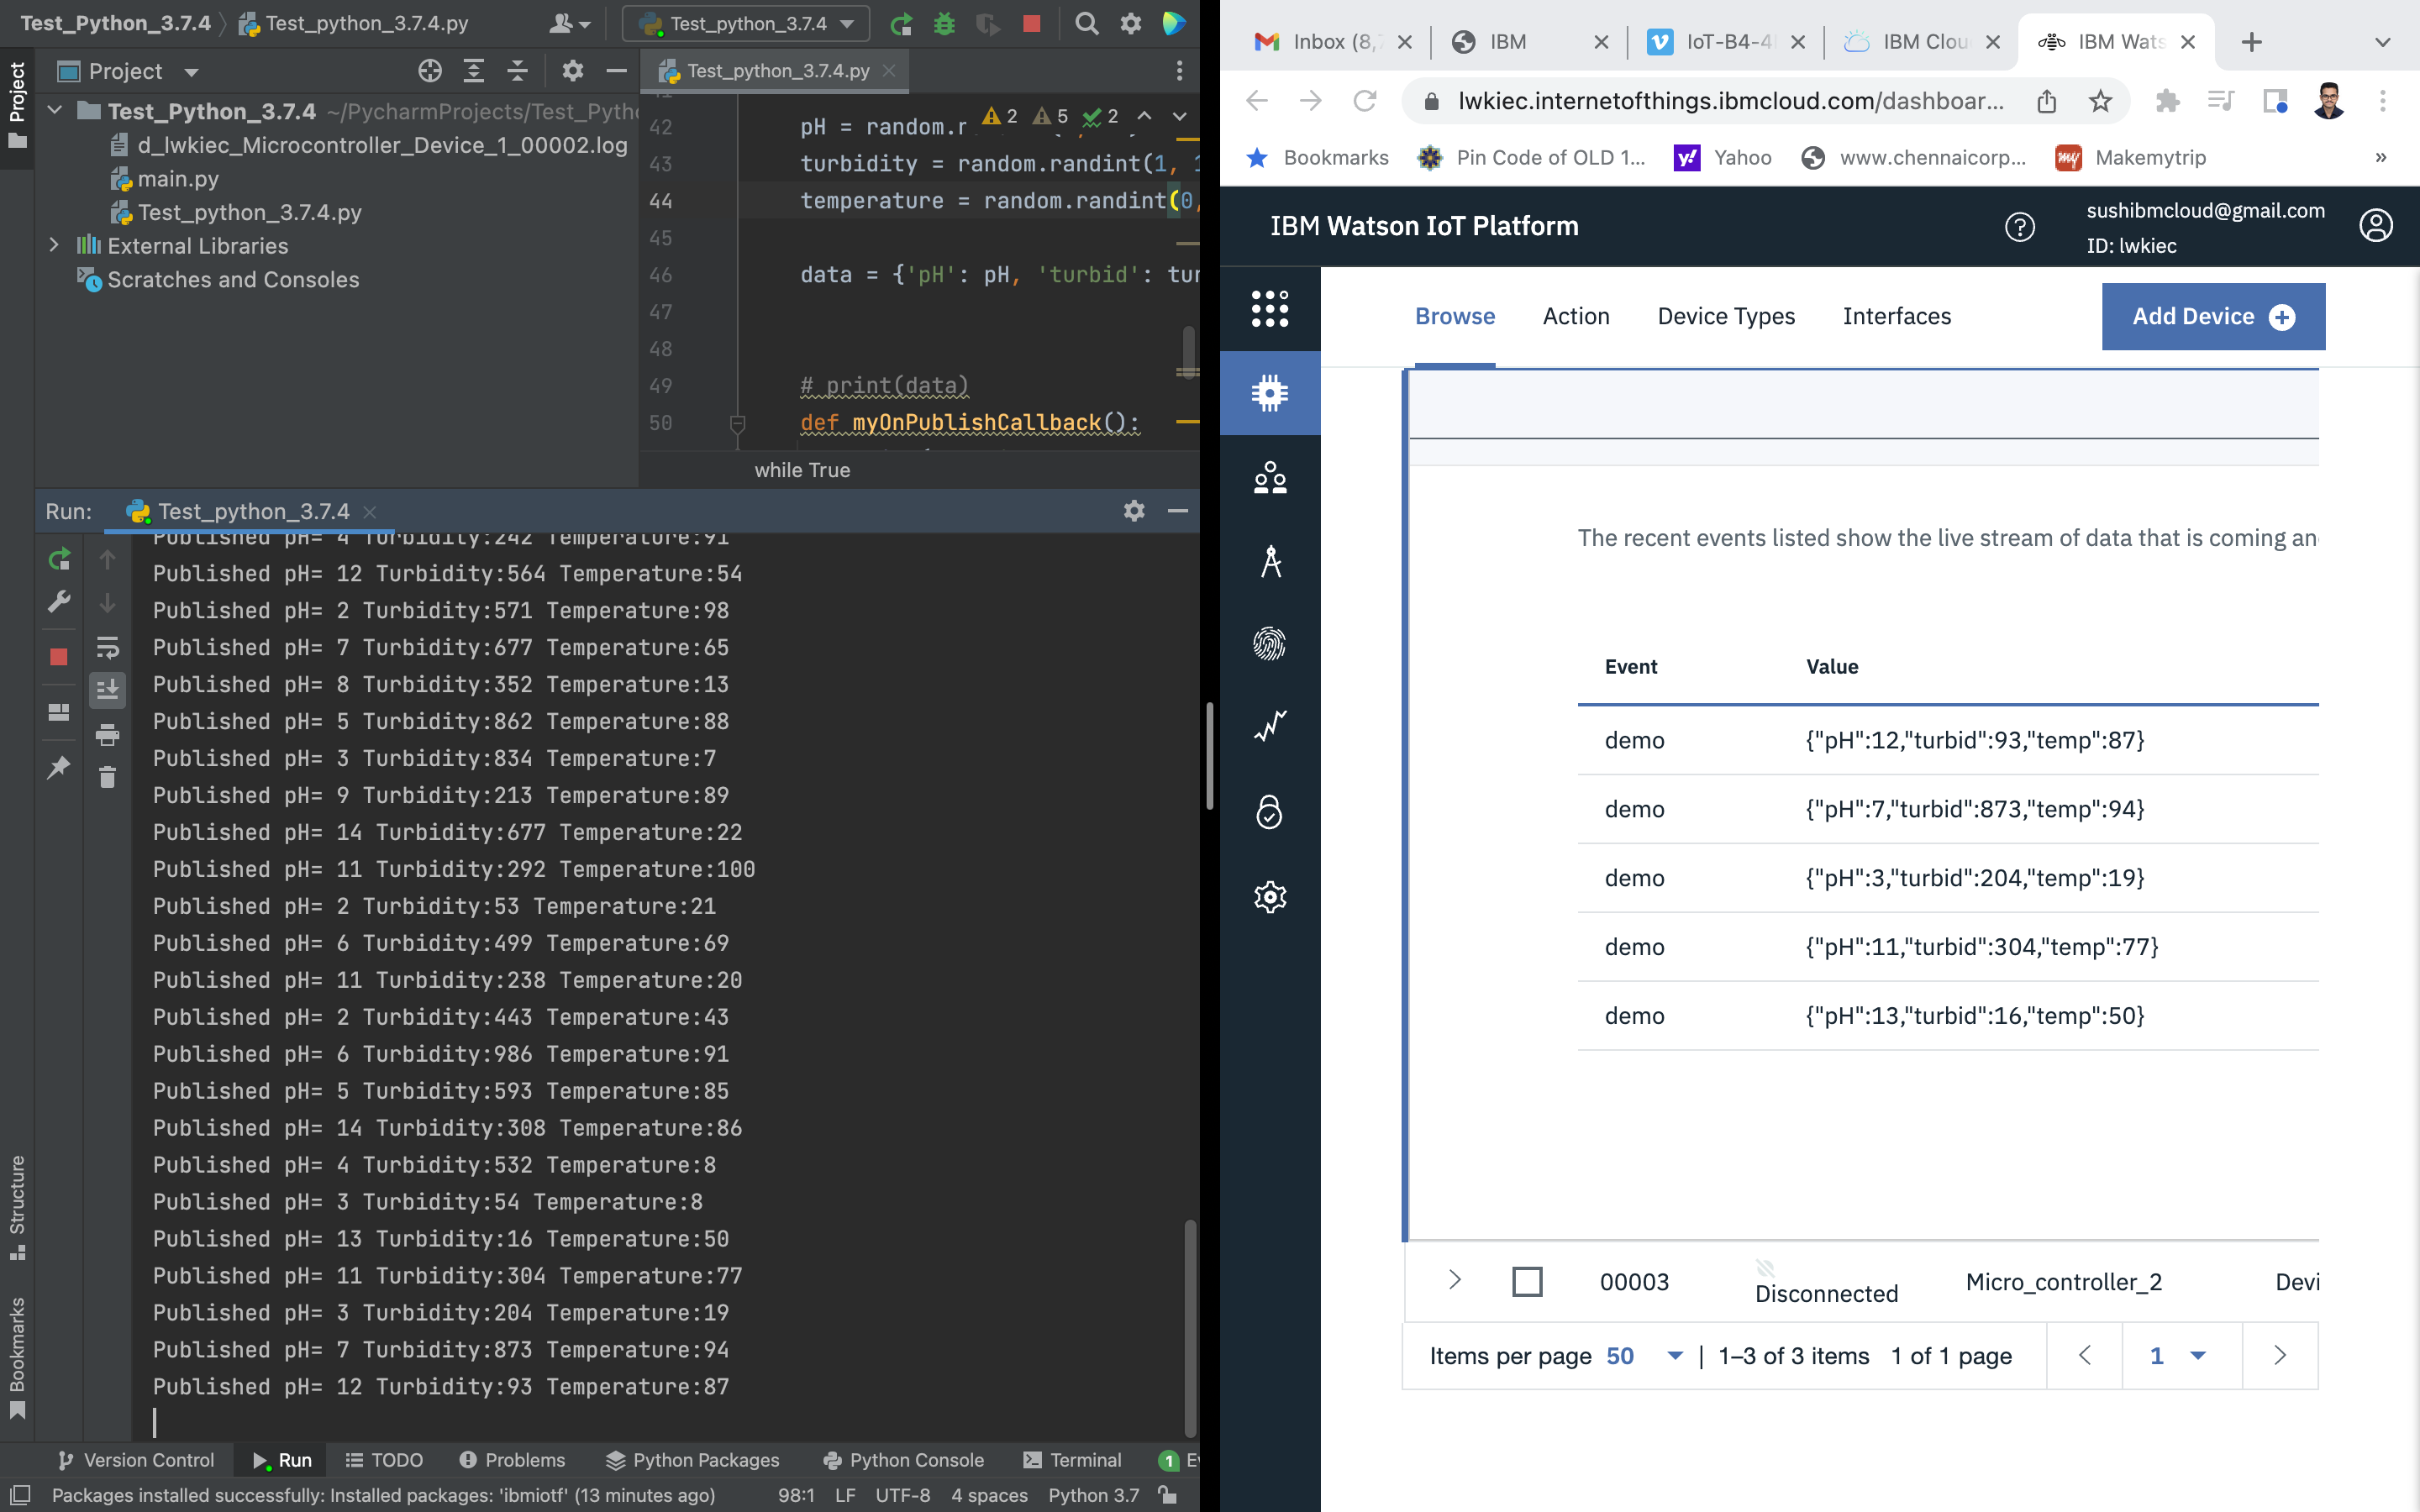 Test_Python_3.7.4 Test_python_3.7.4.py
Test_python_3.7.4
Project
Project
Test_Python_3.7.4 ~/PycharmProjects/Test_Pytho
d_lwkiec_Microcontroller_Device_1_00002.log
main.py
Test_python_3.7.4.py
External Libraries
Scratches and Consoles
Test_python_3.7.4.py
2 5 2
42 pH = random.r
43 turbidity = random.randint(1, 1
44 temperature = random.randint(0,
45
46 data = {'pH': pH, 'turbid': tur
47
48
49 # print(data)
50 def myOnPublishCallback():
while True
Run: Test_python_3.7.4
Published pH= 4 Turbidity:242 Temperature:91
Published pH= 12 Turbidity:564 Temperature:54
Published pH= 2 Turbidity:571 Temperature:98
Published pH= 7 Turbidity:677 Temperature:65
Published pH= 8 Turbidity:352 Temperature:13
Published pH= 5 Turbidity:862 Temperature:88
Published pH= 3 Turbidity:834 Temperature:7
Published pH= 9 Turbidity:213 Temperature:89
Published pH= 14 Turbidity:677 Temperature:22
Published pH= 11 Turbidity:292 Temperature:100
Published pH= 2 Turbidity:53 Temperature:21
Published pH= 6 Turbidity:499 Temperature:69
Published pH= 11 Turbidity:238 Temperature:20
Published pH= 2 Turbidity:443 Temperature:43
Published pH= 6 Turbidity:986 Temperature:91
Published pH= 5 Turbidity:593 Temperature:85
Published pH= 14 Turbidity:308 Temperature:86
Published pH= 4 Turbidity:532 Temperature:8
Published pH= 3 Turbidity:54 Temperature:8
Published pH= 13 Turbidity:16 Temperature:50
Published pH= 11 Turbidity:304 Temperature:77
Published pH= 3 Turbidity:204 Temperature:19
Published pH= 7 Turbidity:873 Temperature:94
Published pH= 12 Turbidity:93 Temperature:87
Structure
Bookmarks
Version Control Run TODO Problems Python Packages Python Console Terminal 1 Ev
Packages installed successfully: Installed packages: 'ibmiotf' (13 minutes ago) 98:1 LF UTF-8 4 spaces Python 3.7
Inbox (8,7 IBM IoT-B4-4 IBM Clou IBM Wats
lwkiec.internetofthings.ibmcloud.com/dashboar...
Bookmarks Pin Code of OLD 1... Yahoo www.chennaicorp... Makemytrip »
IBM Watson IoT Platform
sushibmcloud@gmail.com
ID: lwkiec
Browse Action Device Types Interfaces Add Device
The recent events listed show the live stream of data that is coming an
Event Value
demo {"pH":12,"turbid":93,"temp":87}
demo {"pH":7,"turbid":873,"temp":94}
demo {"pH":3,"turbid":204,"temp":19}
demo {"pH":11,"turbid":304,"temp":77}
demo {"pH":13,"turbid":16,"temp":50}
00003 Disconnected Micro_controller_2 Devi
Items per page 50 | 1–3 of 3 items 1 of 1 page 1